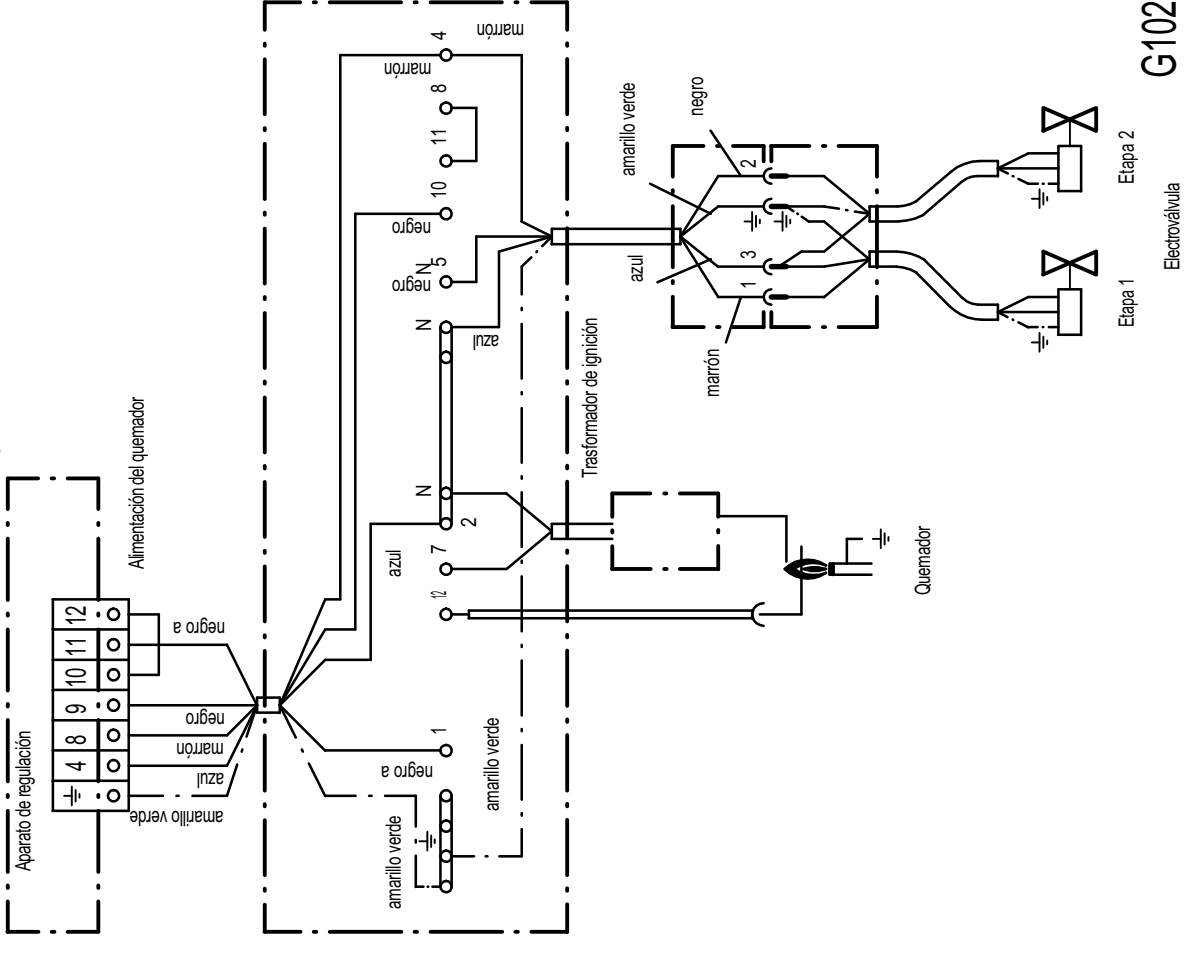 G102
Aparato de regulación
⏚ 4 8 9 10 11 12
Alimentación del quemador
amarillo verde
azul
marrón
negro
negro a
amarillo verde
negro a
1
amarillo verde
12
7
azul
2
N
N
azul
negro
N
5
negro
10
11
8
marrón
4
marrón
Trasformador de ignición
Quemador
azul
amarillo verde
negro
marrón
1
3
2
Etapa 1
Etapa 2
Electroválvula